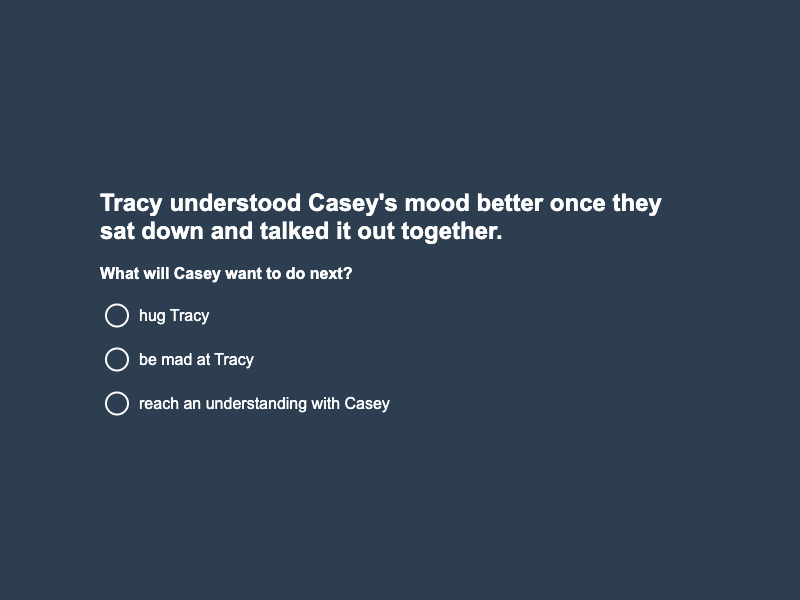 Tracy understood Casey's mood better once they
sat down and talked it out together.
What will Casey want to do next?
hug Tracy
be mad at Tracy
reach an understanding with Casey